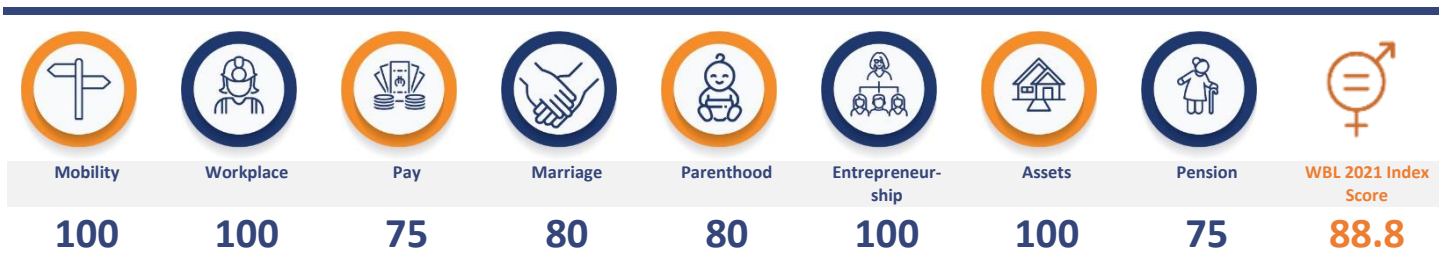 Mobility Workplace Pay Marriage Parenthood Entrepreneur- Assets Pension WBL 2021 Index
ship Score
100 100 75 80 80 100 100 75 88.8